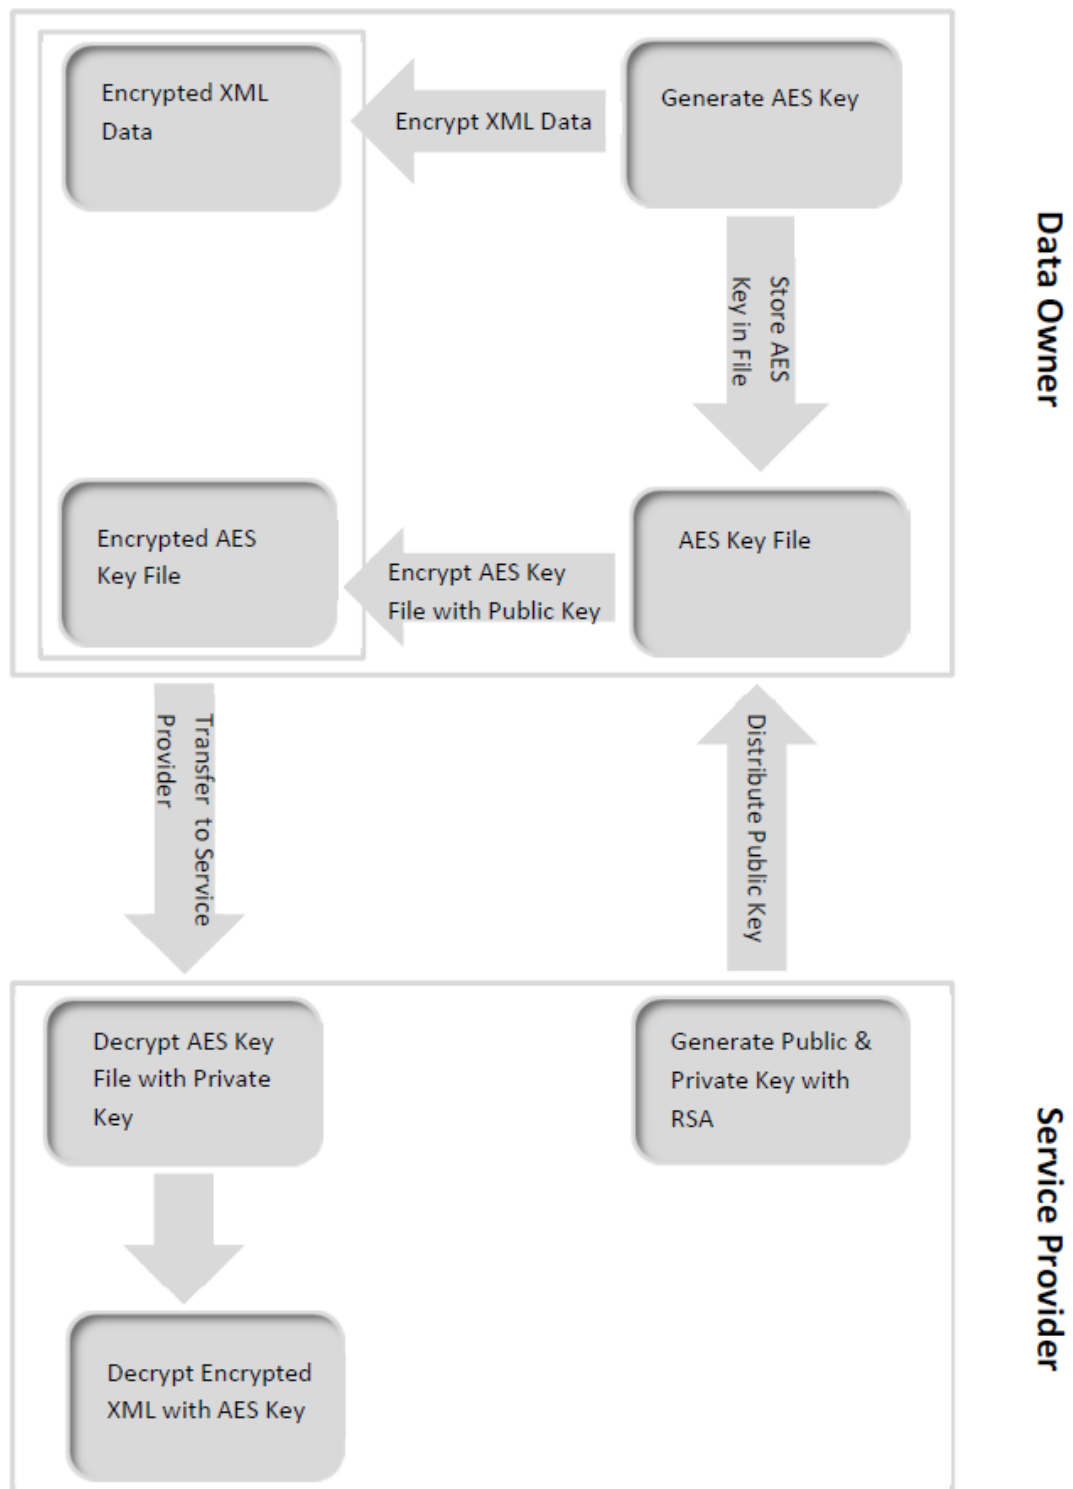 Encrypted XML
Data
Encrypt XML Data
Generate AES Key
Store AES
Key in File
Data Owner
Encrypted AES
Key File
Encrypt AES Key
File with Public Key
AES Key File
Transfer to Service
Provider
Distribute Public Key
Decrypt AES Key
File with Private
Key
Generate Public &
Private Key with
RSA
Service Provider
Decrypt Encrypted
XML with AES Key